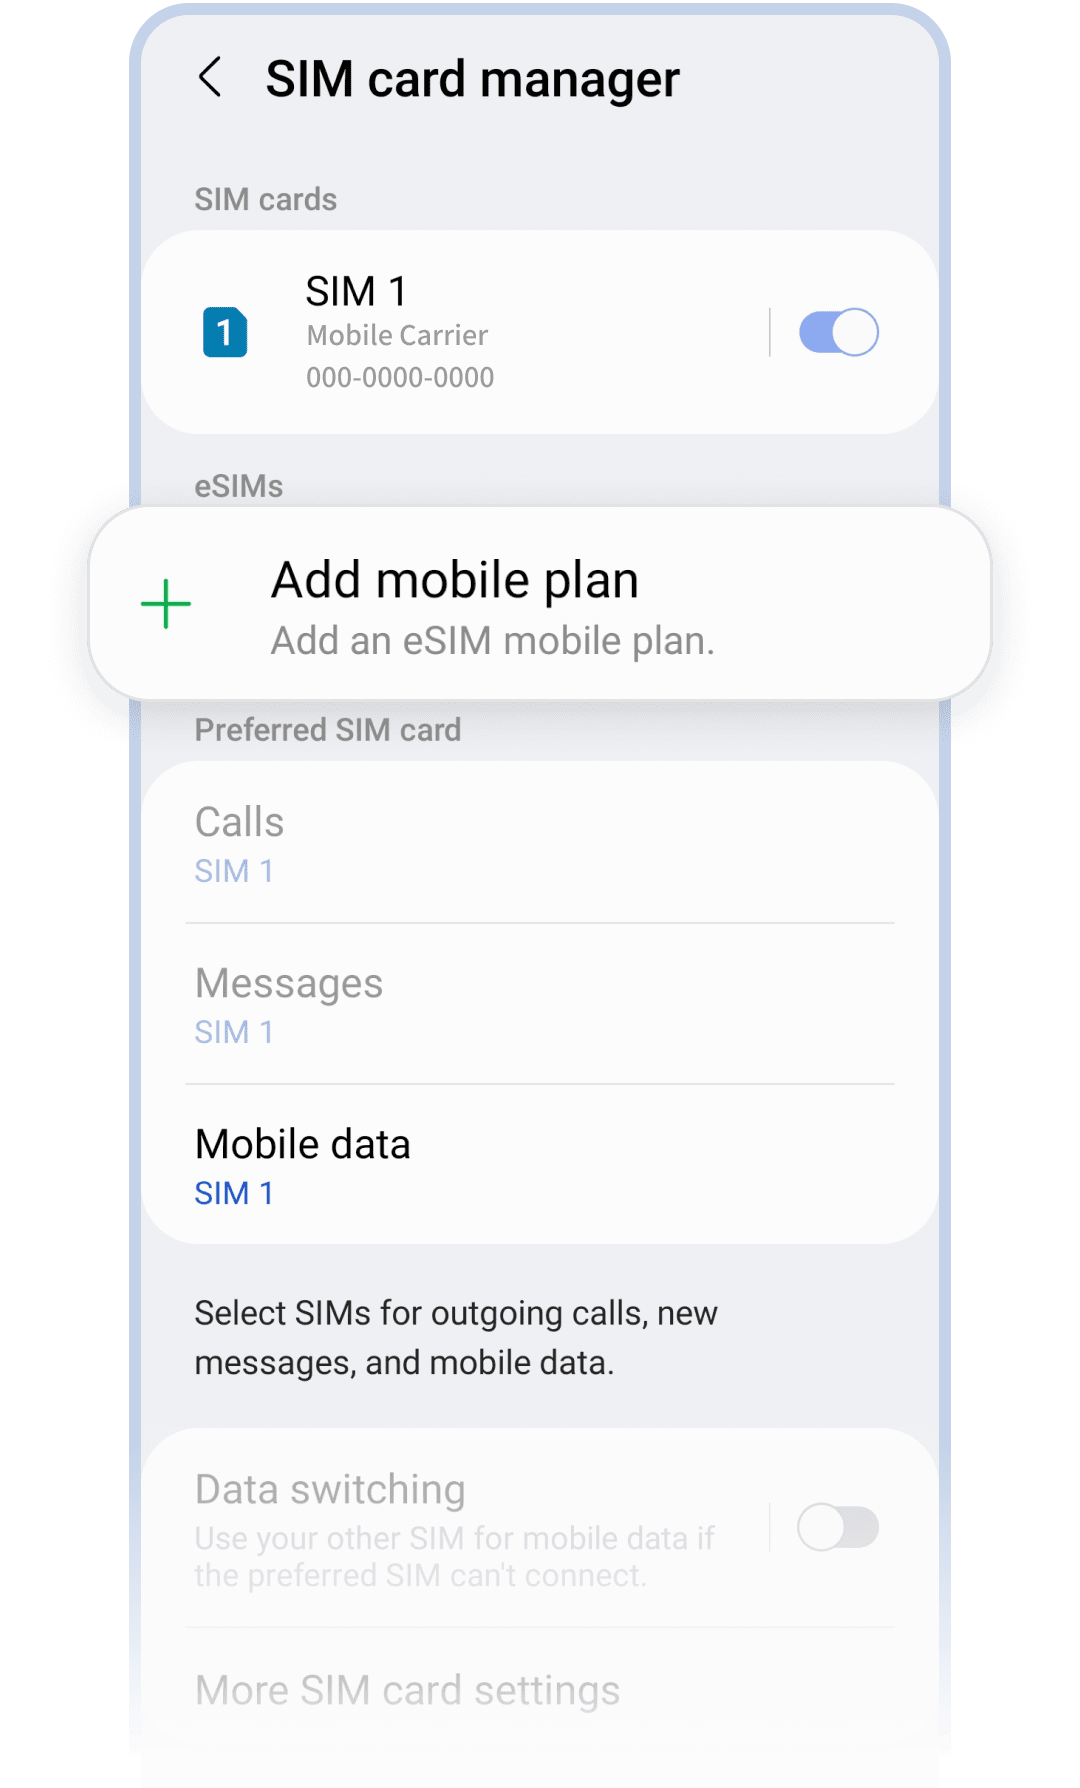 SIM card manager
SIM cards
1
SIM 1
Mobile Carrier
000-0000-0000
eSIMs
Add mobile plan
Add an eSIM mobile plan.
Preferred SIM card
Calls
SIM 1
Messages
SIM 1
Mobile data
SIM 1
Select SIMs for outgoing calls, new
messages, and mobile data.
Data switching
Use your other SIM for mobile data if
the preferred SIM can't connect.
More SIM card settings